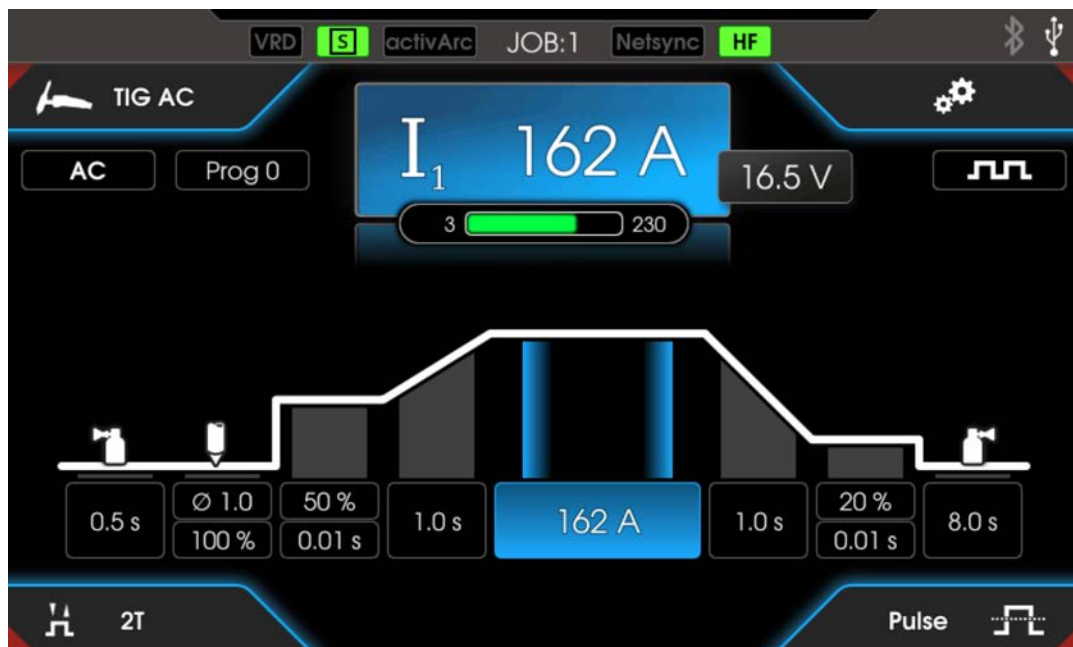 VRD S activArc JOB:1 Netsync HF
TIG AC
I1 162 A
AC Prog 0 16.5 V
3 230
0.5 s Ø 1.0 50 % 1.0 s 162 A 1.0 s 20 % 8.0 s
100 % 0.01 s 0.01 s
2T Pulse